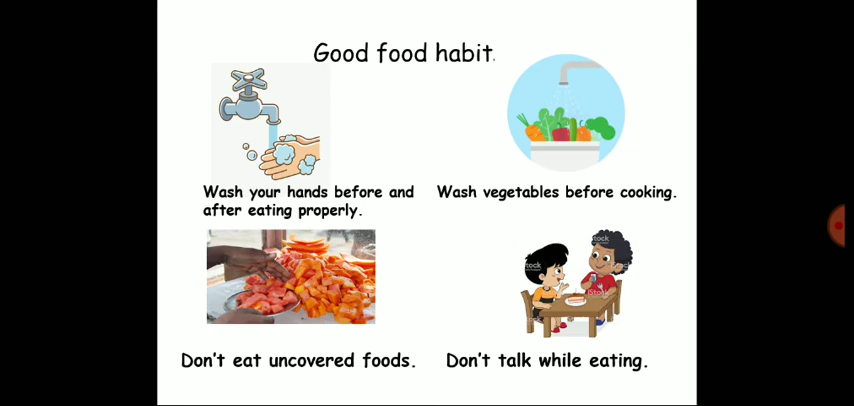 Good food habit.
Wash your hands before and
after eating properly.
Wash vegetables before cooking.
Don't eat uncovered foods.
Don't talk while eating.
iStock